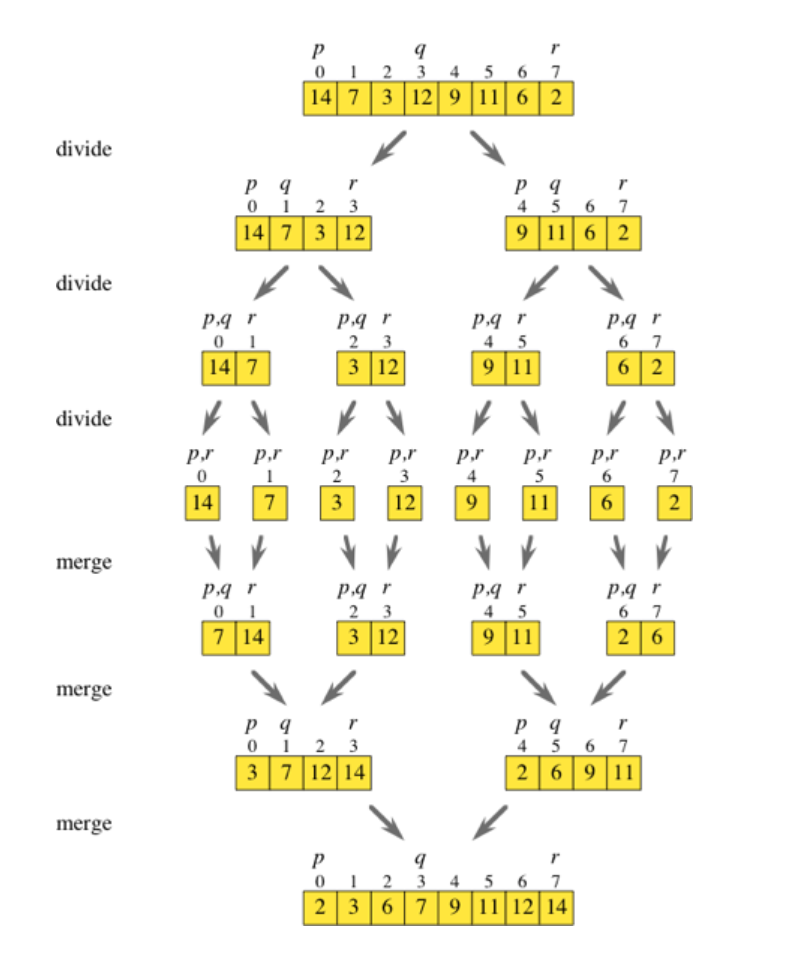 p q r
0 1 2 3 4 5 6 7
14 7 3 12 9 11 6 2
divide
p q r p q r
0 1 2 3 4 5 6 7
14 7 3 12 9 11 6 2
divide
p,q r p,q r p,q r p,q r
0 1 2 3 4 5 6 7
14 7 3 12 9 11 6 2
divide
p,r p,r p,r p,r p,r p,r p,r p,r
0 1 2 3 4 5 6 7
14 7 3 12 9 11 6 2
merge
p,q r p,q r p,q r p,q r
0 1 2 3 4 5 6 7
7 14 3 12 9 11 2 6
merge
p q r p q r
0 1 2 3 4 5 6 7
3 7 12 14 2 6 9 11
merge
p q r
0 1 2 3 4 5 6 7
2 3 6 7 9 11 12 14